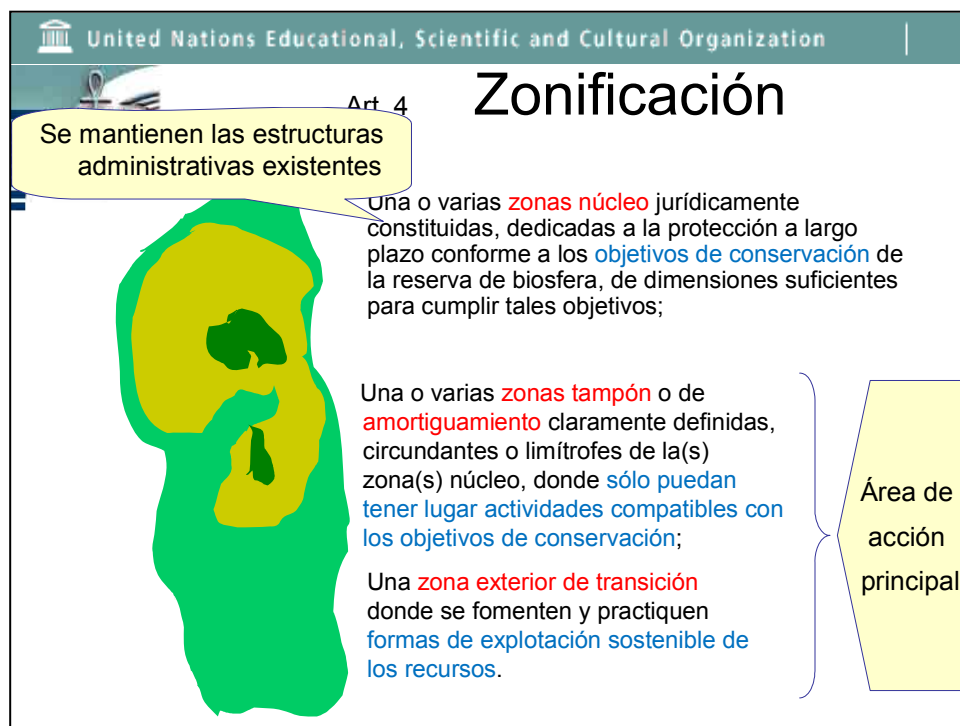 United Nations Educational, Scientific and Cultural Organization
Art. 4
Zonificación
Se mantienen las estructuras
administrativas existentes
Una o varias zonas núcleo jurídicamente
constituidas, dedicadas a la protección a largo
plazo conforme a los objetivos de conservación de
la reserva de biosfera, de dimensiones suficientes
para cumplir tales objetivos;
Una o varias zonas tampón o de
amortiguamiento claramente definidas,
circundantes o limítrofes de la(s)
zona(s) núcleo, donde sólo puedan
tener lugar actividades compatibles con
los objetivos de conservación;
Una zona exterior de transición
donde se fomenten y practiquen
formas de explotación sostenible de
los recursos.
Área de
acción
principal